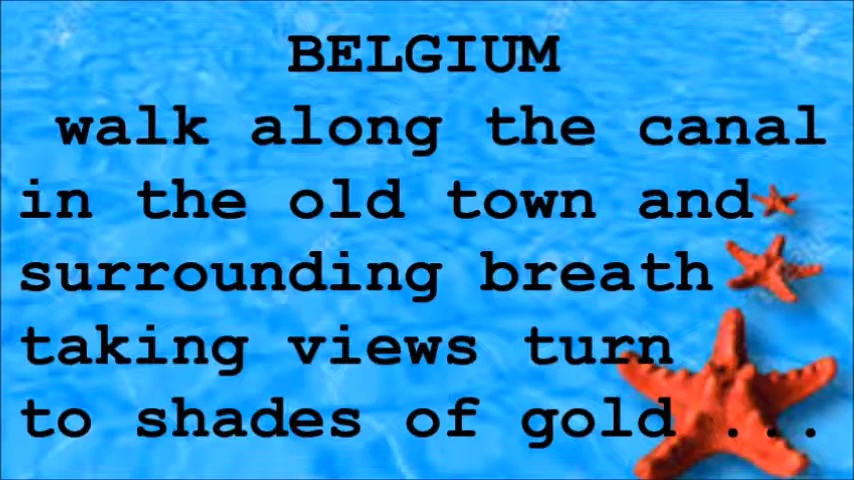 BELGIUM
walk along the canal
in the old town and
surrounding breath
taking views turn
to shades of gold ...